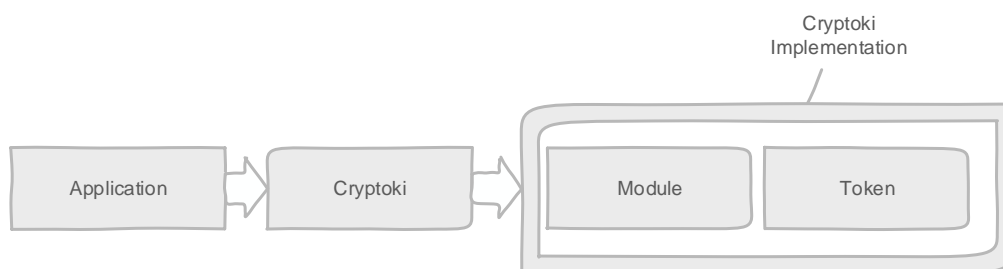 Cryptoki
Implementation
Application
Cryptoki
Module
Token